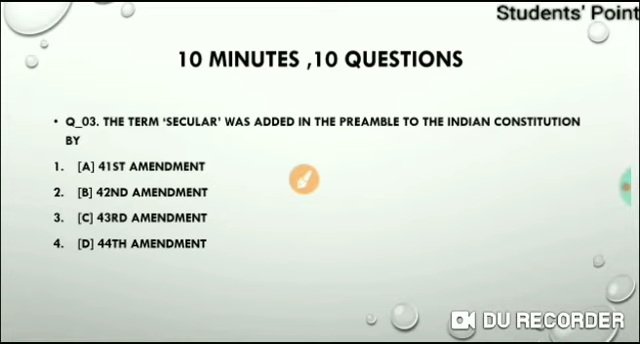 Students' Point
10 MINUTES ,10 QUESTIONS
• Q_03. THE TERM ‘SECULAR’ WAS ADDED IN THE PREAMBLE TO THE INDIAN CONSTITUTION
BY
1. [A] 41ST AMENDMENT
2. [B] 42ND AMENDMENT
3. [C] 43RD AMENDMENT
4. [D] 44TH AMENDMENT
DU RECORDER